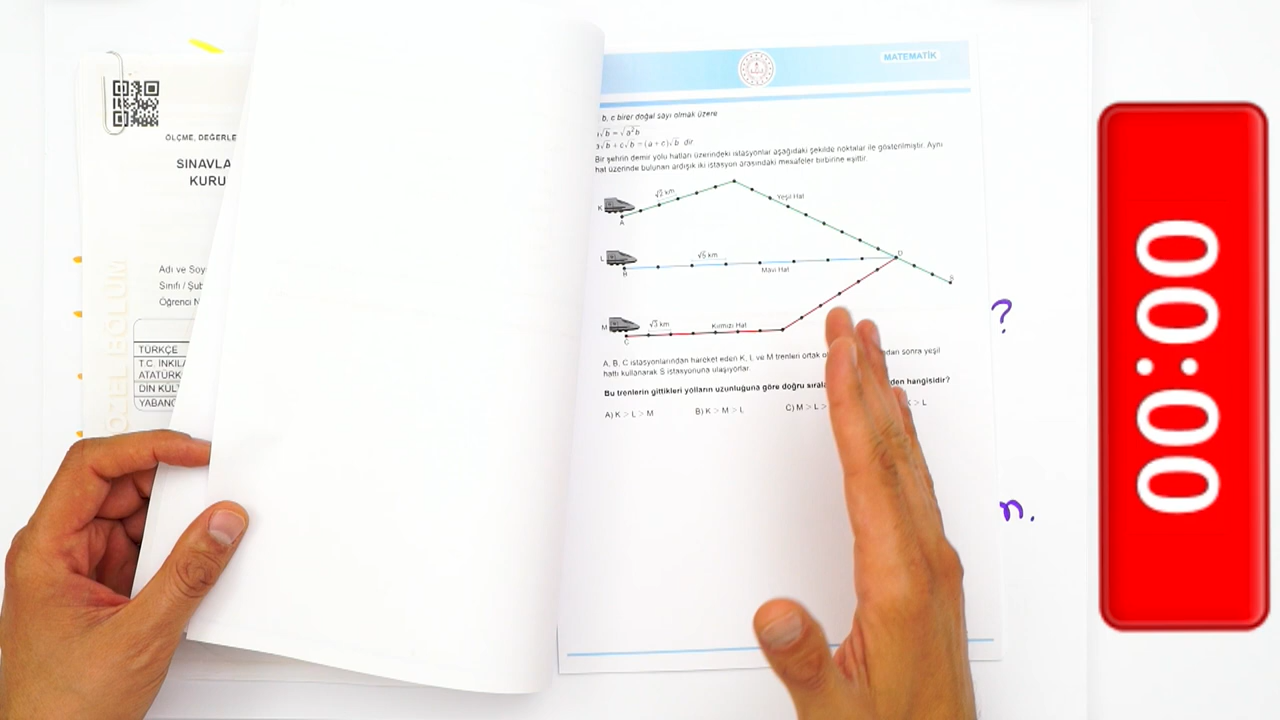 ÖLÇME, DEĞERLE
SINAVLA
KURU
Adı ve Soy
Sınıfı / Şub
Öğrenci N
TÜRKÇE
T.C. İNKILA
ATATÜRK
DİN KÜL
YABANC
BÖLÜM
MATEMATİK
b, c birer doğal sayı olmak üzere
√b = √a²b
a√b + c√b = (a + c)√b dir.
Bir şehrin demir yolu hatları üzerindeki istasyonlar aşağıdaki şekilde noktalar ile gösterilmiştir. Aynı
hat üzerinde bulunan ardışık iki istasyon arasındaki mesafeler birbirine eşittir.
K
A
√2 km
Yeşil Hat
L
B
√5 km
Mavi Hat
D
S
M
C
√3 km
Kırmızı Hat
A, B, C istasyonlarından hareket eden K, L ve M trenleri ortak sonra yeşil
hattı kullanarak S istasyonuna ulaşıyorlar.
Bu trenlerin gittikleri yolların uzunluğuna göre doğru hangisidir?
A) K > L > M
B) K > M > L
C) M > L >
> L
?
n.
00:00